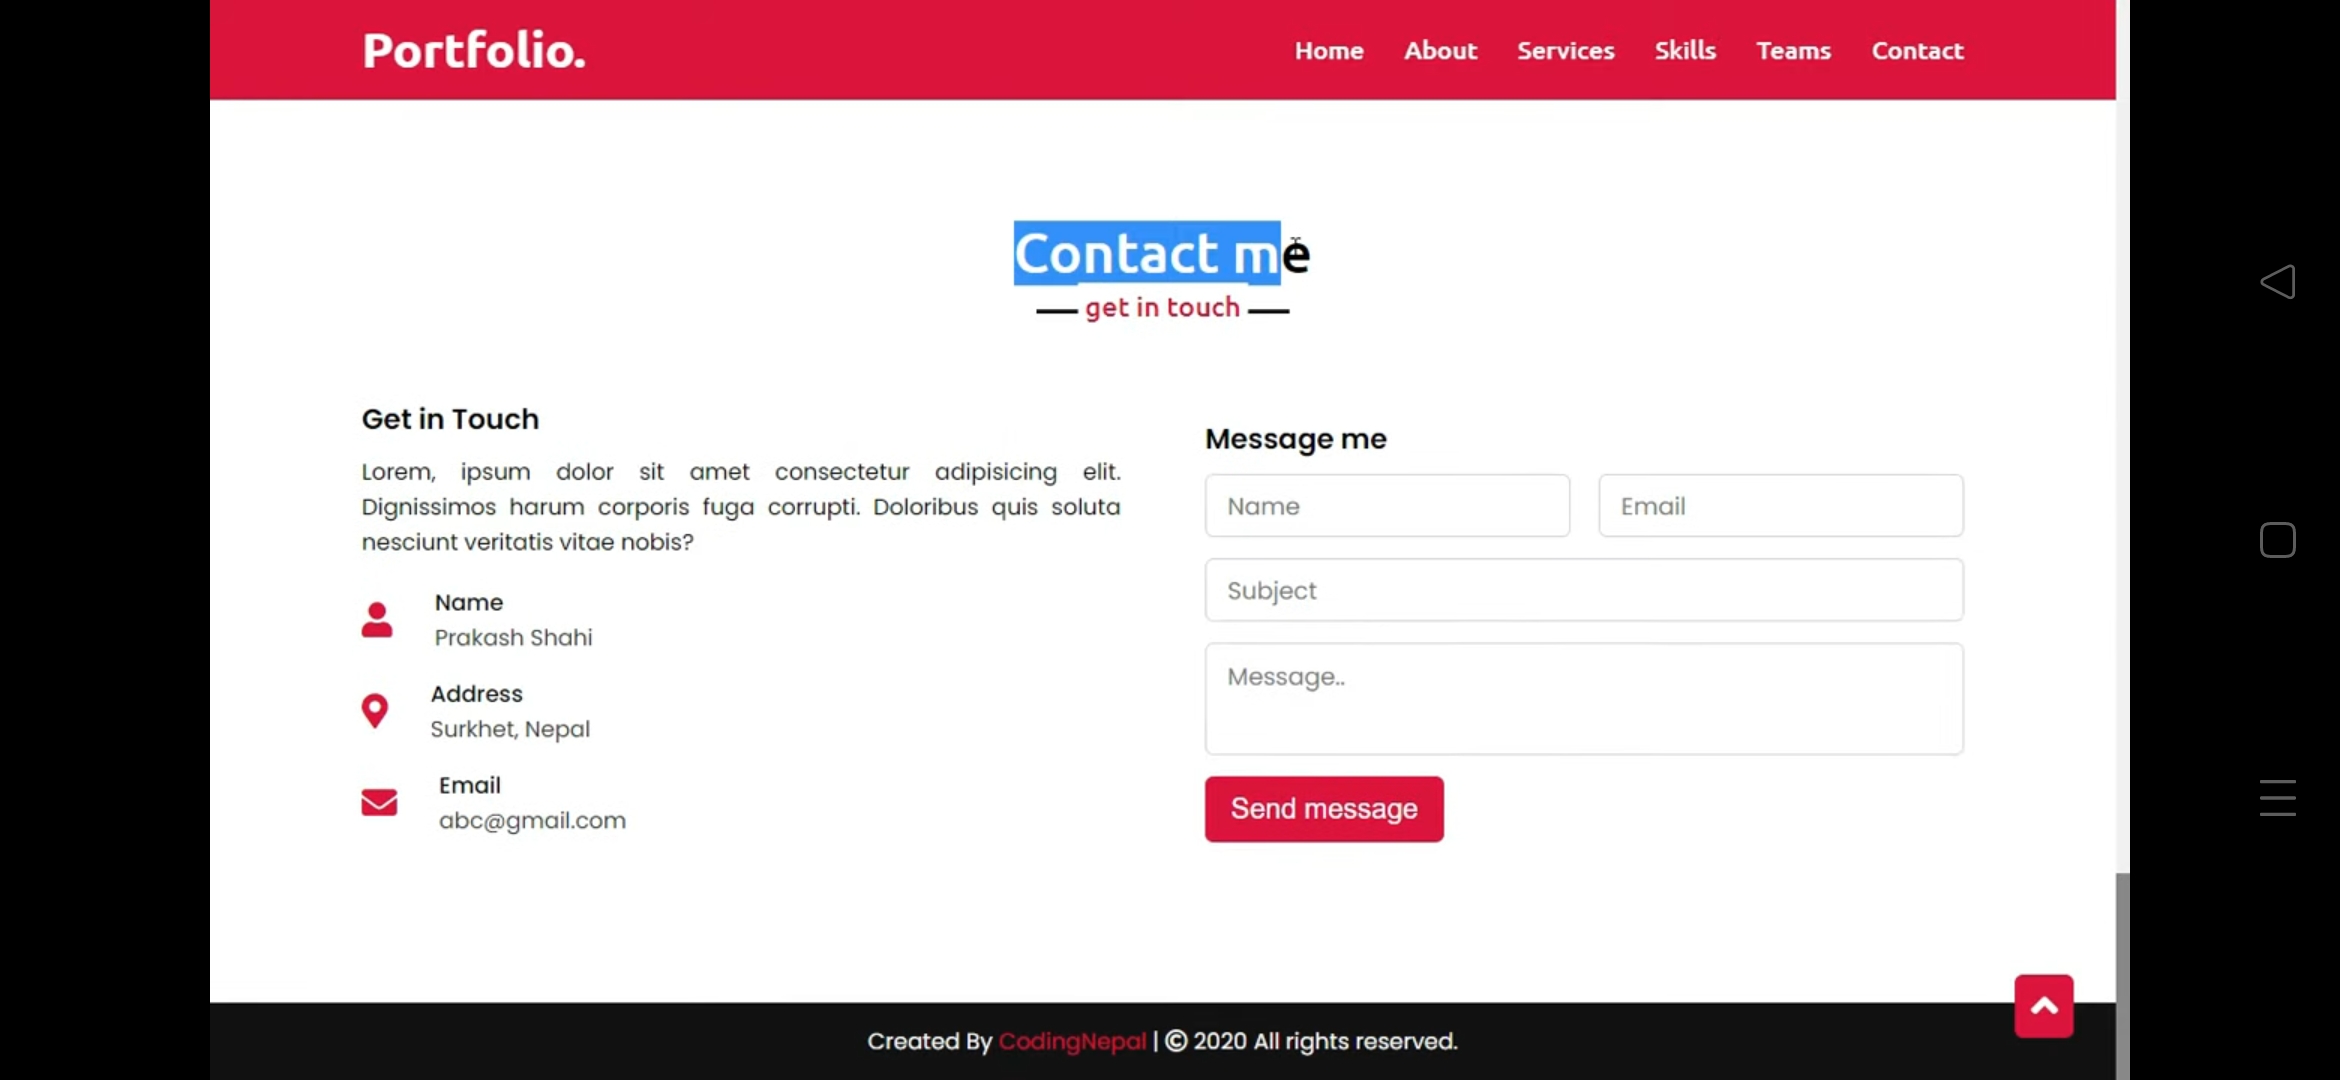 Portfolio.
Home About Services Skills Teams Contact
Contact me
get in touch
Get in Touch
Lorem, ipsum dolor sit amet consectetur adipisicing elit.
Dignissimos harum corporis fuga corrupti. Doloribus quis soluta
nesciunt veritatis vitae nobis?
Name
Prakash Shahi
Address
Surkhet, Nepal
Email
abc@gmail.com
Message me
Name Email
Subject
Message..
Send message
Created By CodingNepal | © 2020 All rights reserved.